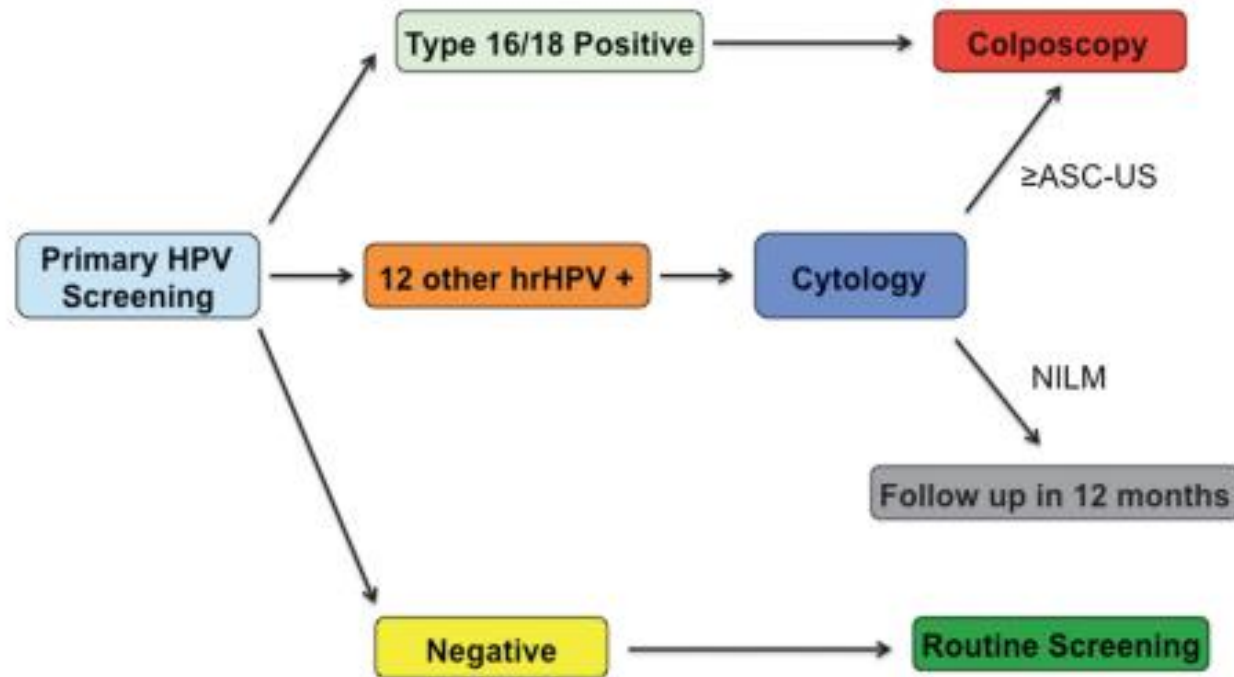 Type 16/18 Positive
Colposcopy
≥ASC-US
Primary HPV
Screening
12 other hrHPV +
Cytology
NILM
Follow up in 12 months
Negative
Routine Screening